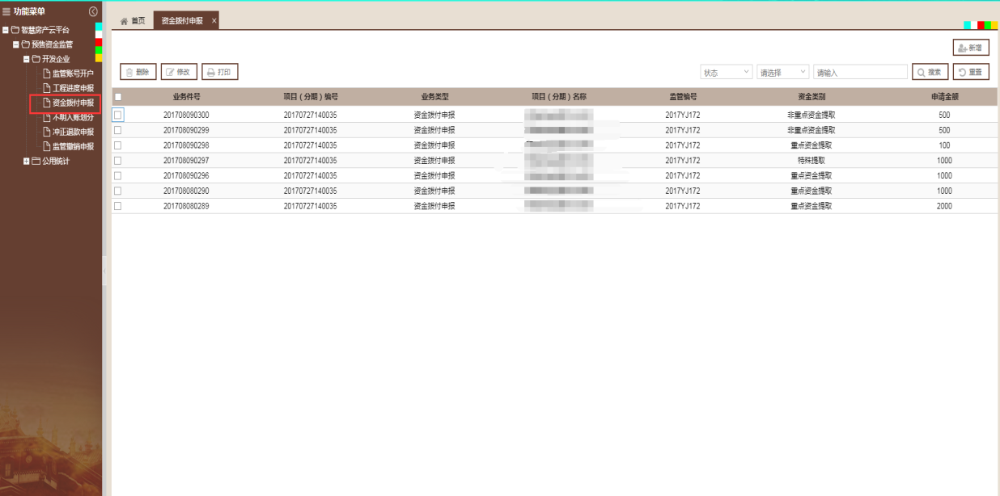 功能菜单
智慧房产云平台
预售资金监管
开发企业
监管账号开户
工程进度申报
资金拨付申报
不明入账划分
冲正退款申报
监管撤销申报
公用统计
首页 资金拨付申报 ×
新增
删除 修改 打印 状态 请选择 请输入 搜索 重置
业务件号 项目（分期）编号 业务类型 项目（分期）名称 监管编号 资金类别 申请金额
201708090300 20170727140035 资金拨付申报 2017YJ172 非重点资金提取 500
201708090299 20170727140035 资金拨付申报 2017YJ172 非重点资金提取 500
201708090298 20170727140035 资金拨付申报 2017YJ172 重点资金提取 100
201708090297 20170727140035 资金拨付申报 2017YJ172 特殊提取 1000
201708090296 20170727140035 资金拨付申报 2017YJ172 重点资金提取 1000
201708080290 20170727140035 资金拨付申报 2017YJ172 重点资金提取 1000
201708080289 20170727140035 资金拨付申报 2017YJ172 重点资金提取 2000